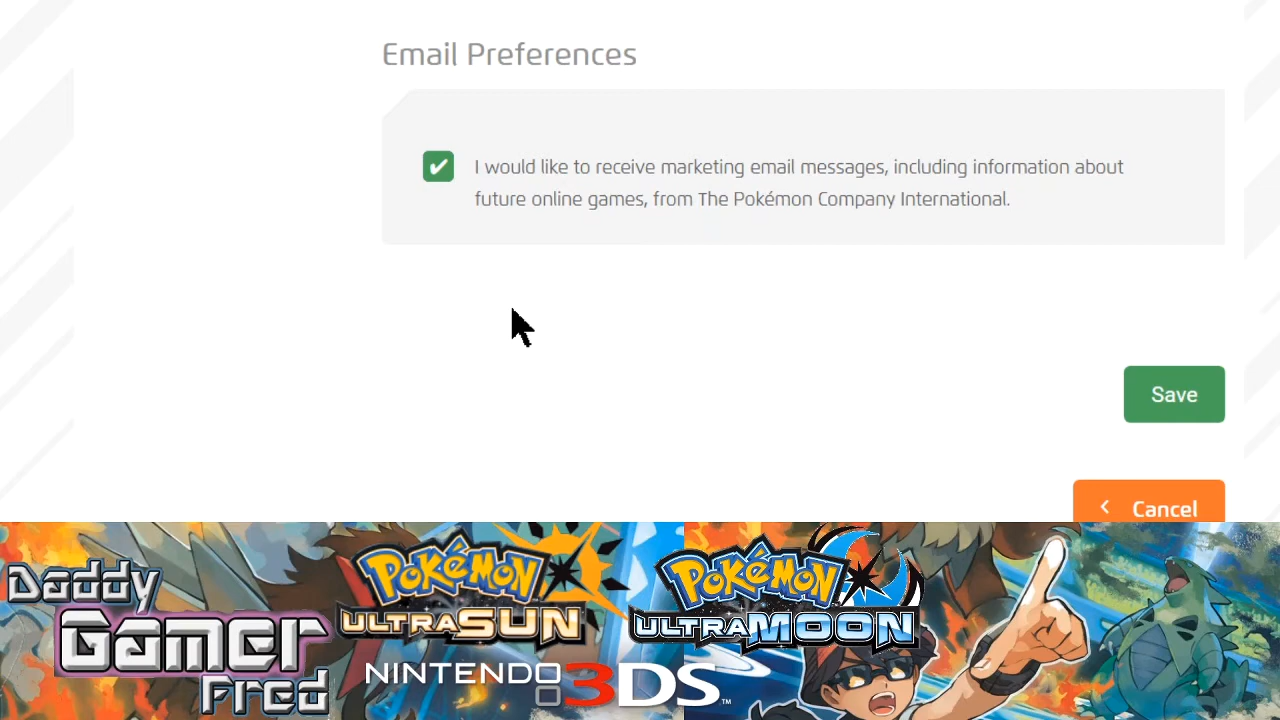 Email Preferences
I would like to receive marketing email messages, including information about
future online games, from The Pokémon Company International.
Save
Cancel
Daddy
Gamer
Fred
POKéMON
ULTRA SUN
POKéMON
ULTRA MOON
NINTENDO 3DS™